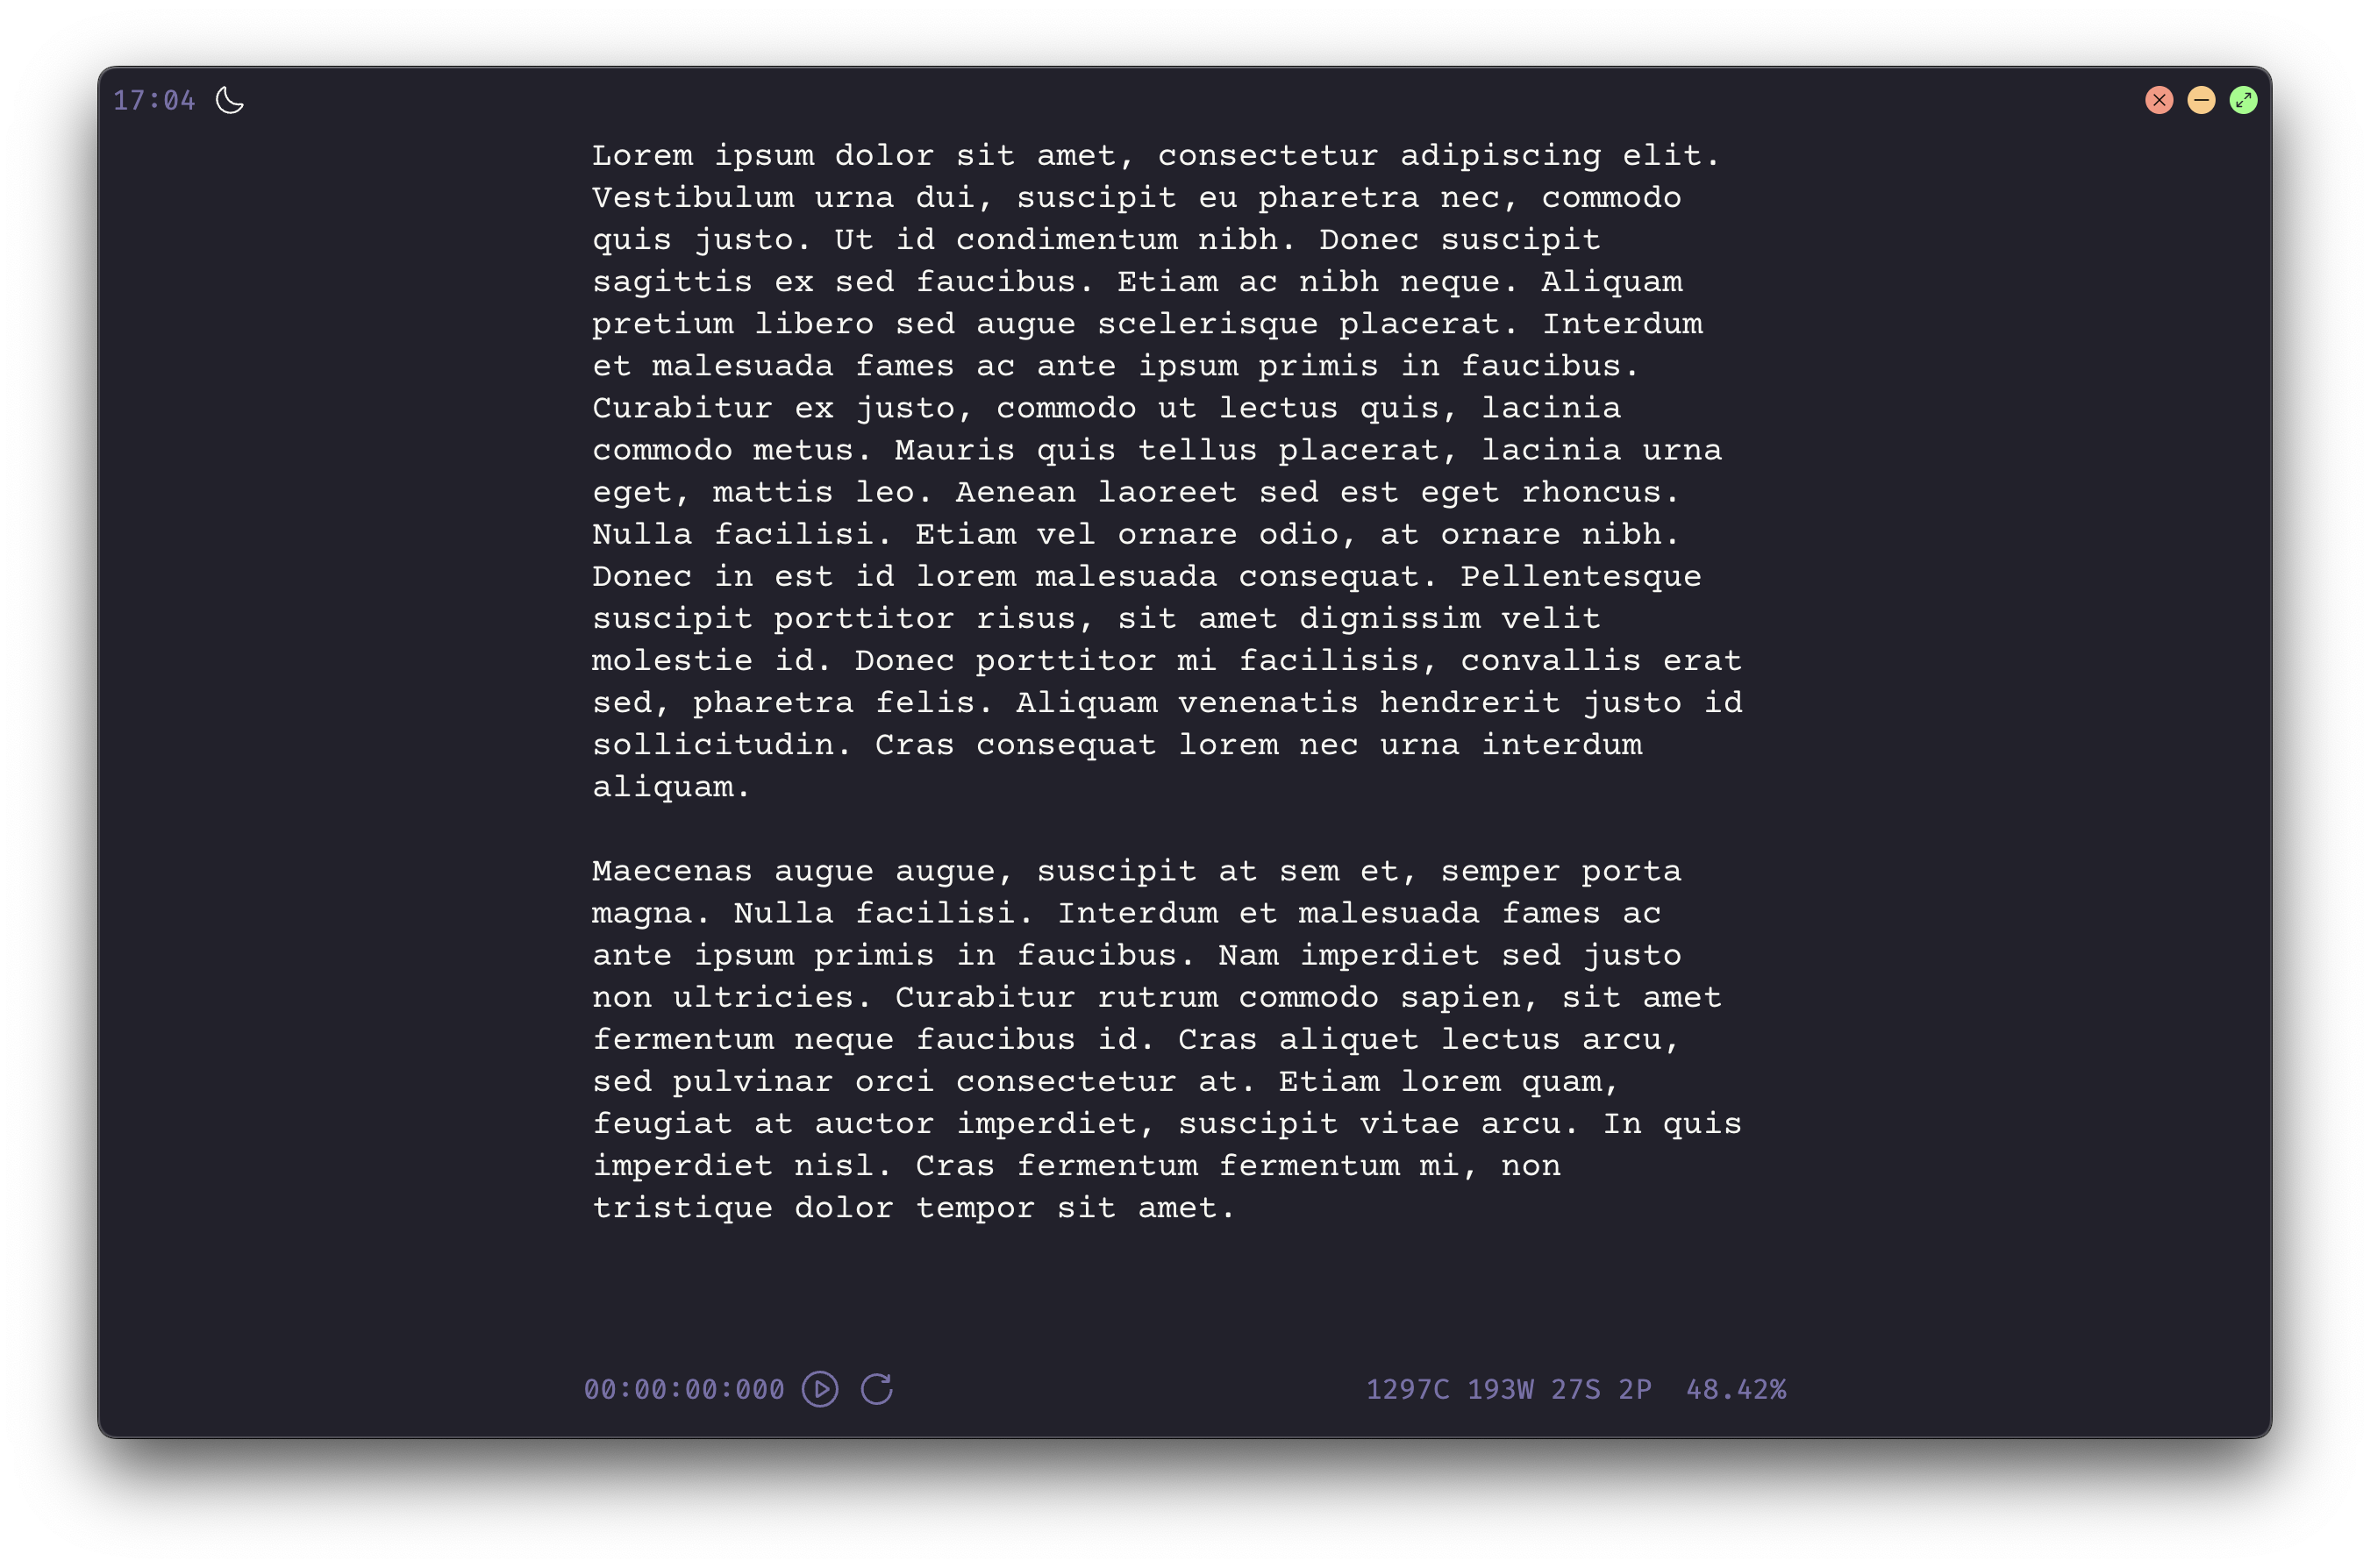 17:04
Lorem ipsum dolor sit amet, consectetur adipiscing elit.
Vestibulum urna dui, suscipit eu pharetra nec, commodo
quis justo. Ut id condimentum nibh. Donec suscipit
sagittis ex sed faucibus. Etiam ac nibh neque. Aliquam
pretium libero sed augue scelerisque placerat. Interdum
et malesuada fames ac ante ipsum primis in faucibus.
Curabitur ex justo, commodo ut lectus quis, lacinia
commodo metus. Mauris quis tellus placerat, lacinia urna
eget, mattis leo. Aenean laoreet sed est eget rhoncus.
Nulla facilisi. Etiam vel ornare odio, at ornare nibh.
Donec in est id lorem malesuada consequat. Pellentesque
suscipit porttitor risus, sit amet dignissim velit
molestie id. Donec porttitor mi facilisis, convallis erat
sed, pharetra felis. Aliquam venenatis hendrerit justo id
sollicitudin. Cras consequat lorem nec urna interdum
aliquam.
Maecenas augue augue, suscipit at sem et, semper porta
magna. Nulla facilisi. Interdum et malesuada fames ac
ante ipsum primis in faucibus. Nam imperdiet sed justo
non ultricies. Curabitur rutrum commodo sapien, sit amet
fermentum neque faucibus id. Cras aliquet lectus arcu,
sed pulvinar orci consectetur at. Etiam lorem quam,
feugiat at auctor imperdiet, suscipit vitae arcu. In quis
imperdiet nisl. Cras fermentum fermentum mi, non
tristique dolor tempor sit amet.
00:00:00:000 1297C 193W 27S 2P 48.42%